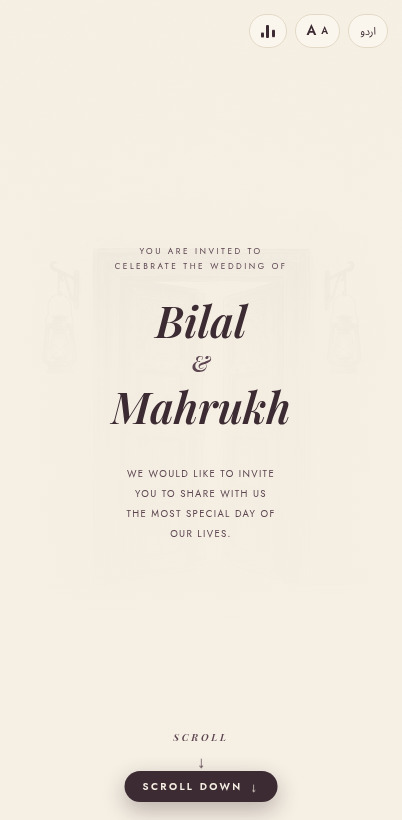 A A
اردو
YOU ARE INVITED TO
CELEBRATE THE WEDDING OF
Bilal
&
Mahrukh
WE WOULD LIKE TO INVITE
YOU TO SHARE WITH US
THE MOST SPECIAL DAY OF
OUR LIVES.
SCROLL
↓
SCROLL DOWN ↓